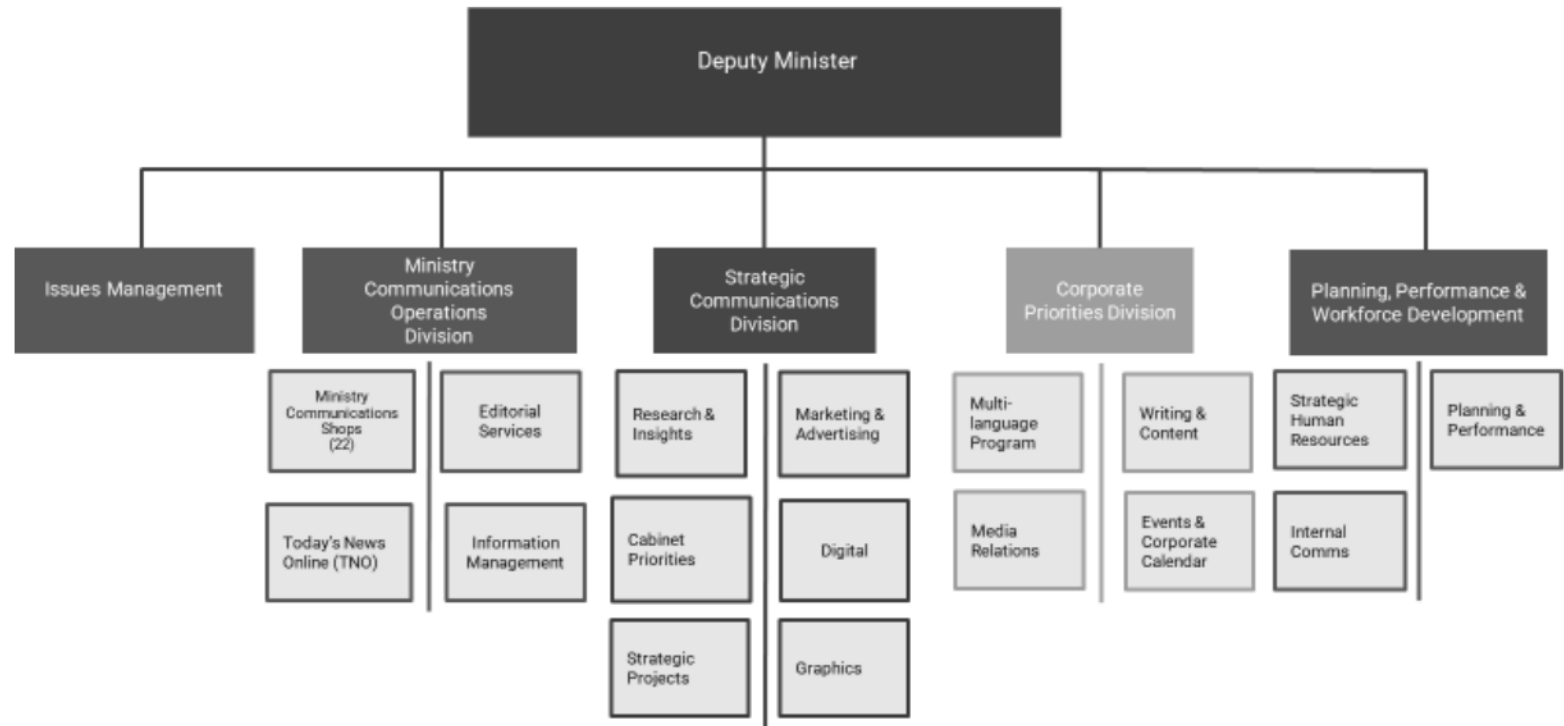 Deputy Minister
Issues Management
Ministry
Communications
Operations
Division
Strategic
Communications
Division
Corporate
Priorities Division
Planning, Performance &
Workforce Development
Ministry
Communications
Shops
(22)
Editorial
Services
Today's News
Online (TNO)
Information
Management
Research &
Insights
Marketing &
Advertising
Cabinet
Priorities
Digital
Strategic
Projects
Graphics
Multi-
language
Program
Writing &
Content
Media
Relations
Events &
Corporate
Calendar
Strategic
Human
Resources
Planning &
Performance
Internal
Comms